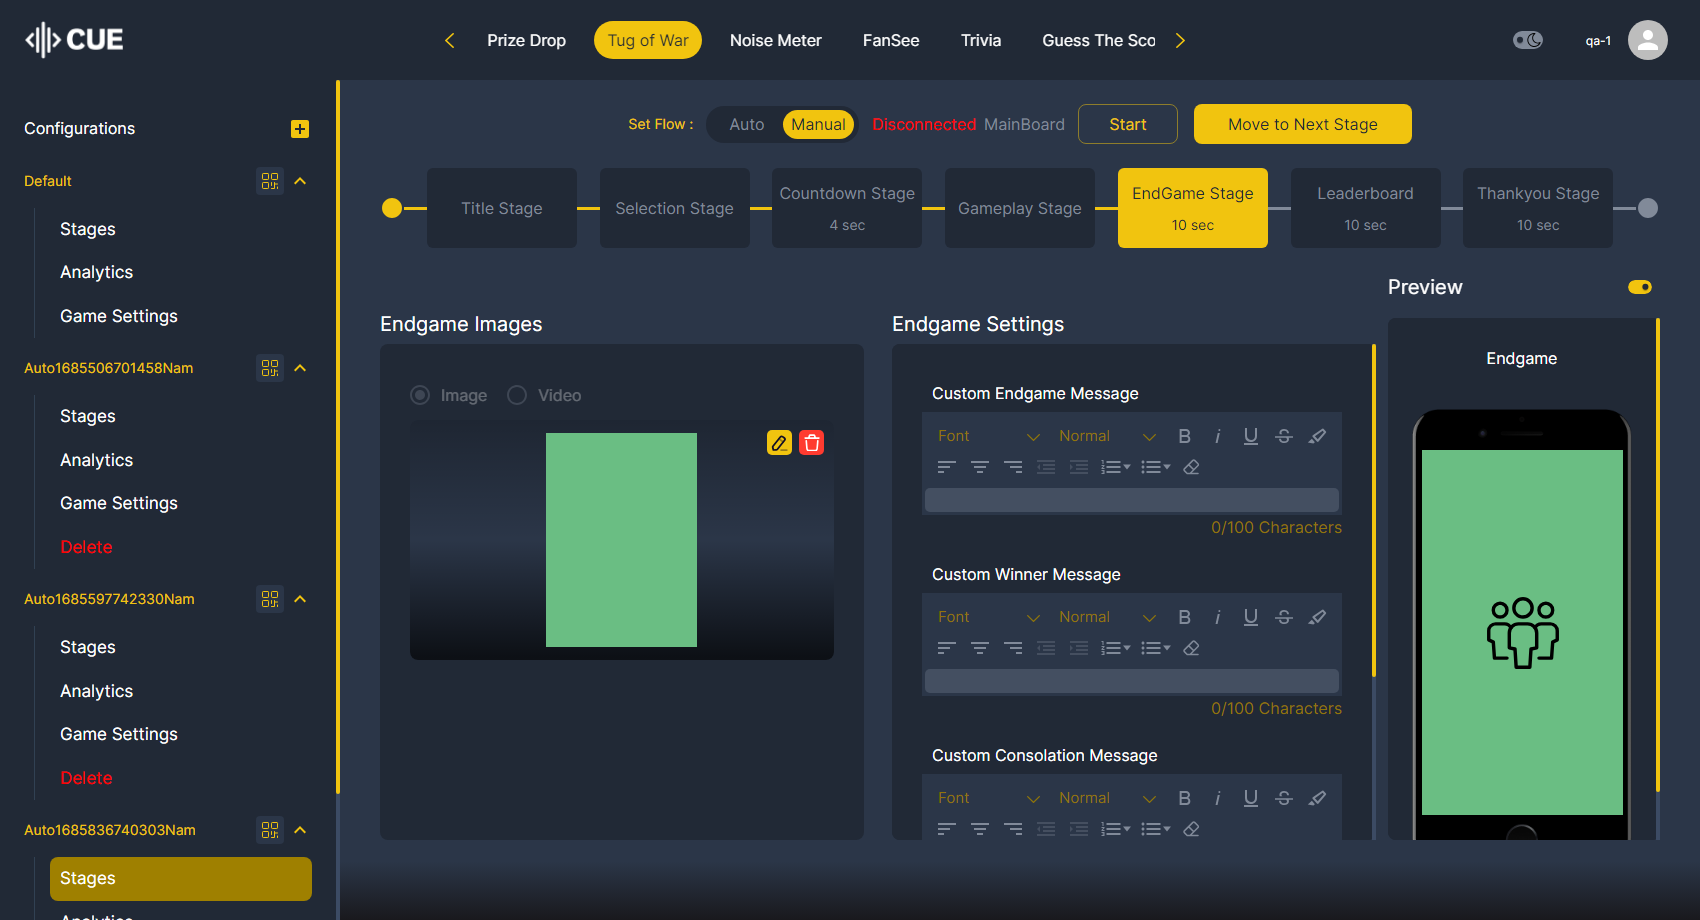 CUE
Prize Drop
Tug of War
Noise Meter
FanSee
Trivia
Guess The Sco
qa-1
Configurations
Default
Stages
Analytics
Game Settings
Auto1685506701458Nam
Stages
Analytics
Game Settings
Delete
Auto1685597742330Nam
Stages
Analytics
Game Settings
Delete
Auto1685836740303Nam
Stages
Analytics
Set Flow :
Auto
Manual
Disconnected MainBoard
Start
Move to Next Stage
Title Stage
Selection Stage
Countdown Stage
4 sec
Gameplay Stage
EndGame Stage
10 sec
Leaderboard
10 sec
Thankyou Stage
10 sec
Endgame Images
Image
Video
Endgame Settings
Custom Endgame Message
Font
Normal
B i U S
0/100 Characters
Custom Winner Message
Font
Normal
B i U S
0/100 Characters
Custom Consolation Message
Font
Normal
B i U S
Preview
Endgame